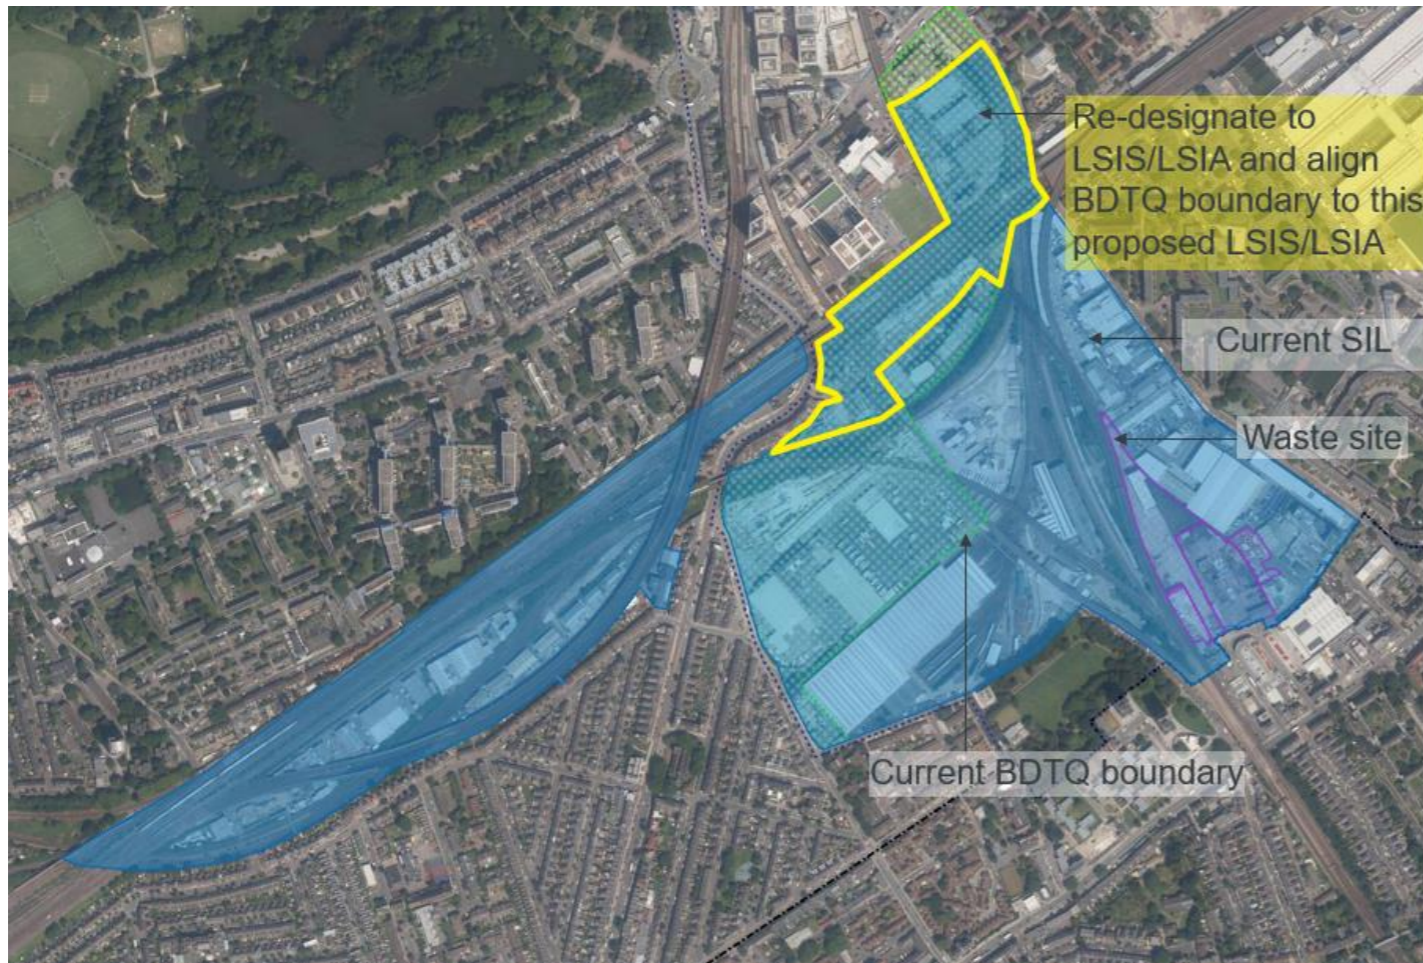 Re-designate to
LSIS/LSIA and align
BDTQ boundary to this
proposed LSIS/LSIA
Current SIL
Waste site
Current BDTQ boundary